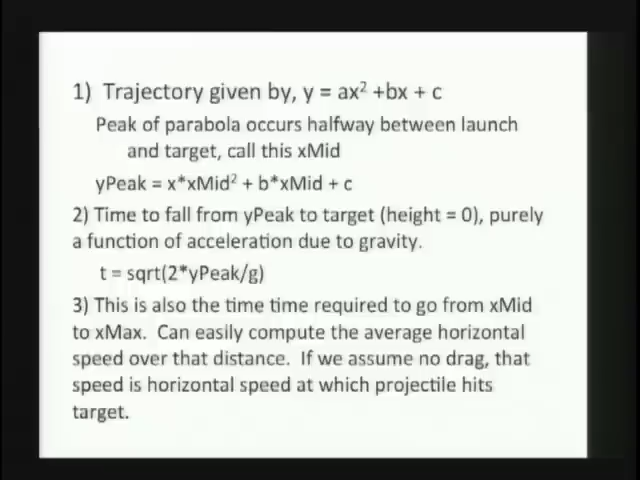 1) Trajectory given by, y = ax² +bx + c
Peak of parabola occurs halfway between launch
and target, call this xMid
yPeak = x*xMid² + b*xMid + c
2) Time to fall from yPeak to target (height = 0), purely
a function of acceleration due to gravity.
t = sqrt(2*yPeak/g)
3) This is also the time time required to go from xMid
to xMax. Can easily compute the average horizontal
speed over that distance. If we assume no drag, that
speed is horizontal speed at which projectile hits
target.